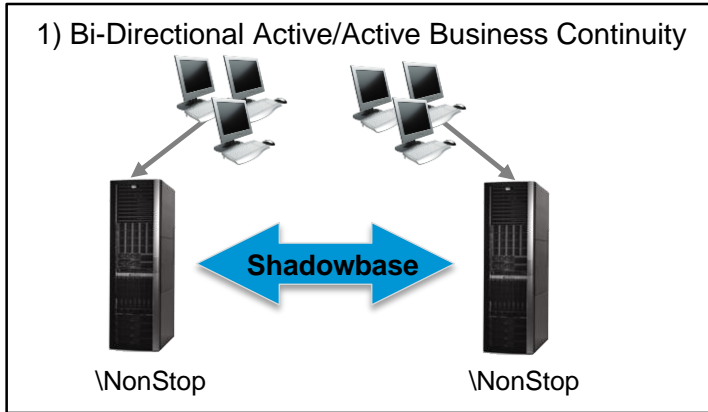 1) Bi-Directional Active/Active Business Continuity
Shadowbase
\NonStop
\NonStop